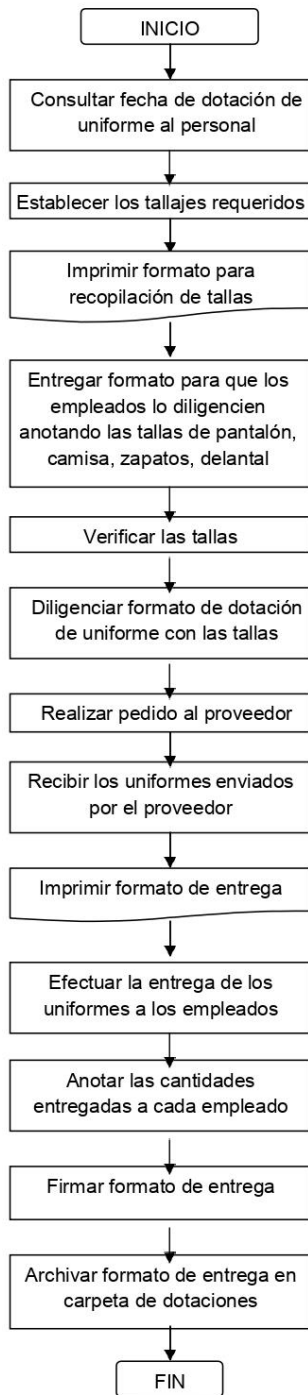 INICIO
Consultar fecha de dotación de
uniforme al personal
Establecer los tallajes requeridos
Imprimir formato para
recopilación de tallas
Entregar formato para que los
empleados lo diligencien
anotando las tallas de pantalón,
camisa, zapatos, delantal
Verificar las tallas
Diligenciar formato de dotación
de uniforme con las tallas
Realizar pedido al proveedor
Recibir los uniformes enviados
por el proveedor
Imprimir formato de entrega
Efectuar la entrega de los
uniformes a los empleados
Anotar las cantidades
entregadas a cada empleado
Firmar formato de entrega
Archivar formato de entrega en
carpeta de dotaciones
FIN